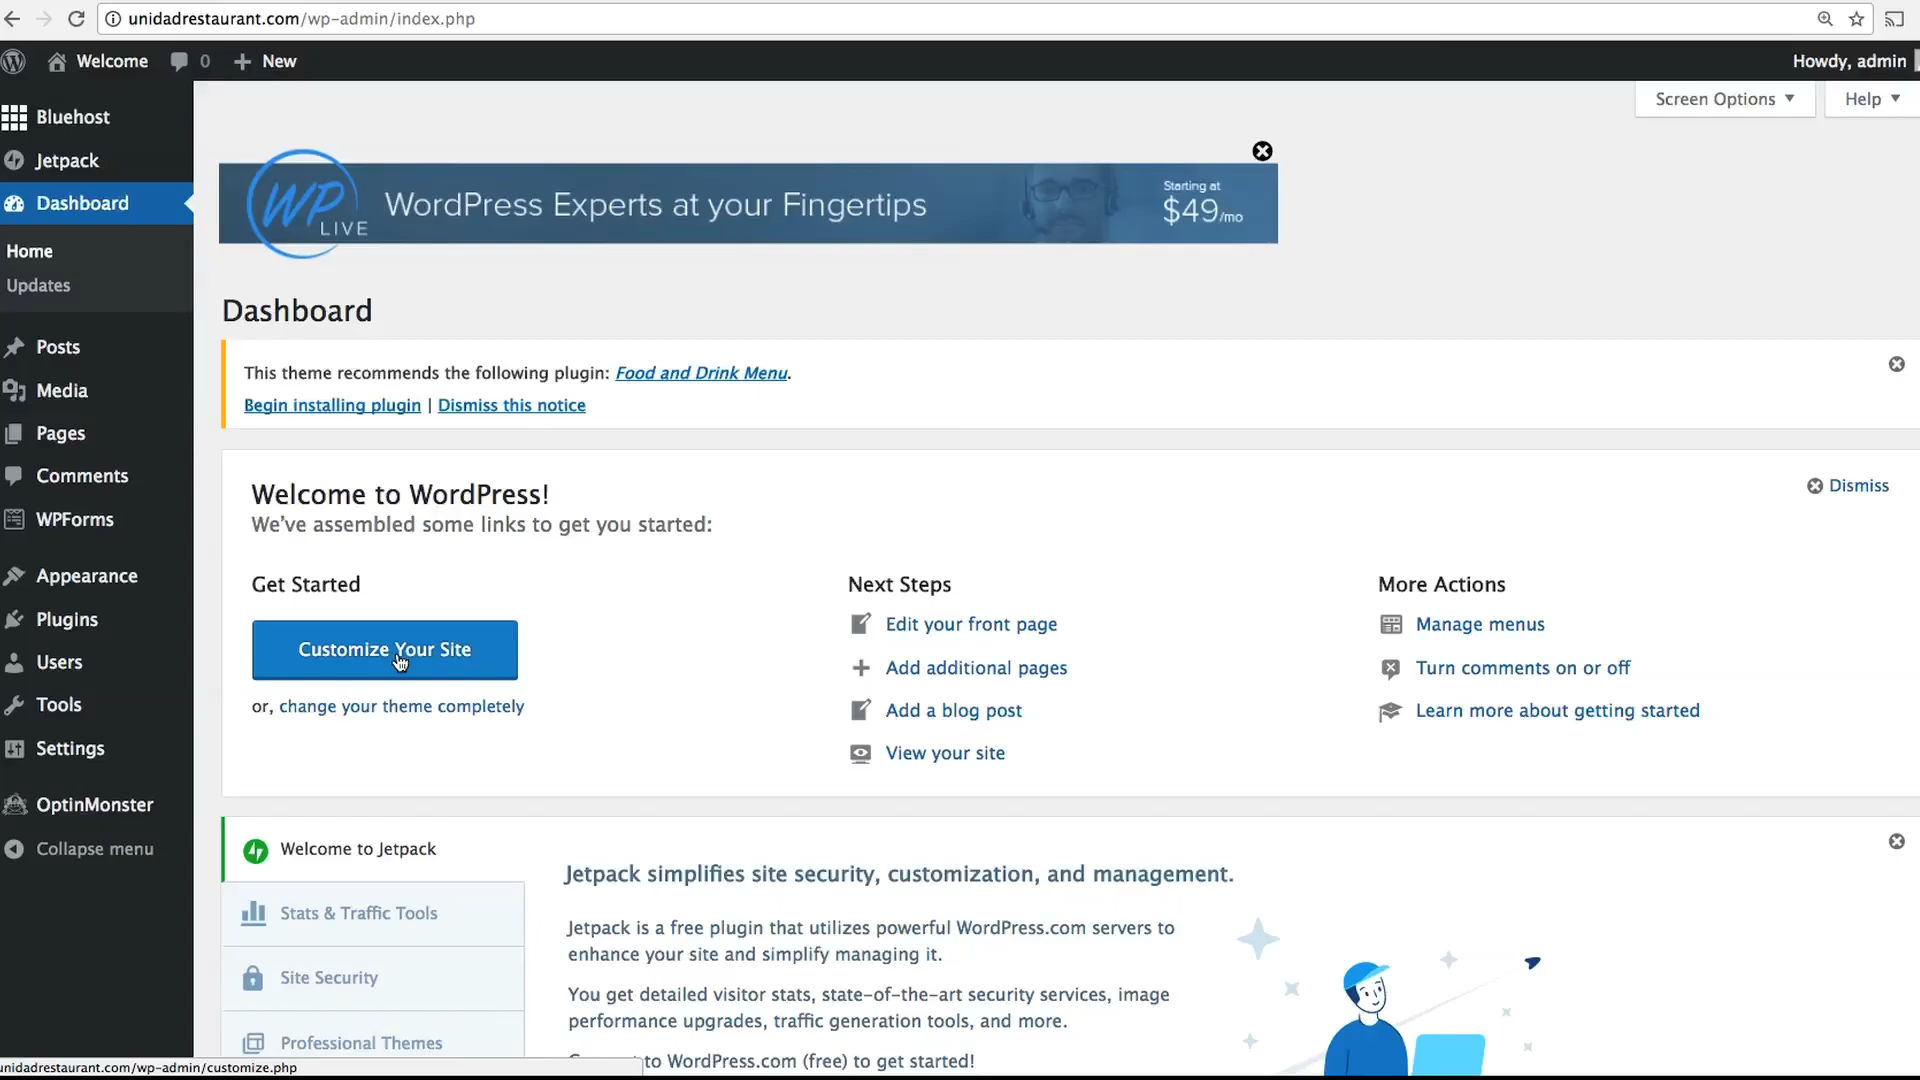 unidadrestaurant.com/wp-admin/index.php
Welcome 0 New
Howdy, admin
Bluehost
Jetpack
Dashboard
Home
Updates
Posts
Media
Pages
Comments
WPForms
Appearance
Plugins
Users
Tools
Settings
OptinMonster
Collapse menu
Screen Options Help
WP LIVE
WordPress Experts at your Fingertips
Starting at
$49/mo
Dashboard
This theme recommends the following plugin: Food and Drink Menu.
Begin installing plugin | Dismiss this notice
Welcome to WordPress!
Dismiss
We've assembled some links to get you started:
Get Started
Customize Your Site
or, change your theme completely
Next Steps
Edit your front page
Add additional pages
Add a blog post
View your site
More Actions
Manage menus
Turn comments on or off
Learn more about getting started
Welcome to Jetpack
Stats & Traffic Tools
Site Security
Professional Themes
Jetpack simplifies site security, customization, and management.
Jetpack is a free plugin that utilizes powerful WordPress.com servers to
enhance your site and simplify managing it.
You get detailed visitor stats, state-of-the-art security services, image
performance upgrades, traffic generation tools, and more.
to WordPress.com (free) to get started!
unidadrestaurant.com/wp-admin/customize.php